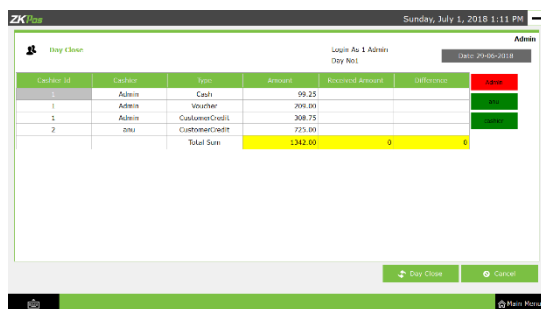 ZKPos Sunday, July 1, 2018 1:11 PM
Admin
Day Close Login As 1 Admin
Day No1 Date 29-06-2018
Cashier Id Cashier Type Amount Received Amount Difference Admin
1 Admin Cash 99.25
1 Admin Voucher 209.00 anu
1 Admin CustomerCredit 308.75
2 anu CustomerCredit 725.00
Total Sum 1342.00 0 0
Day Close Cancel
Main Menu